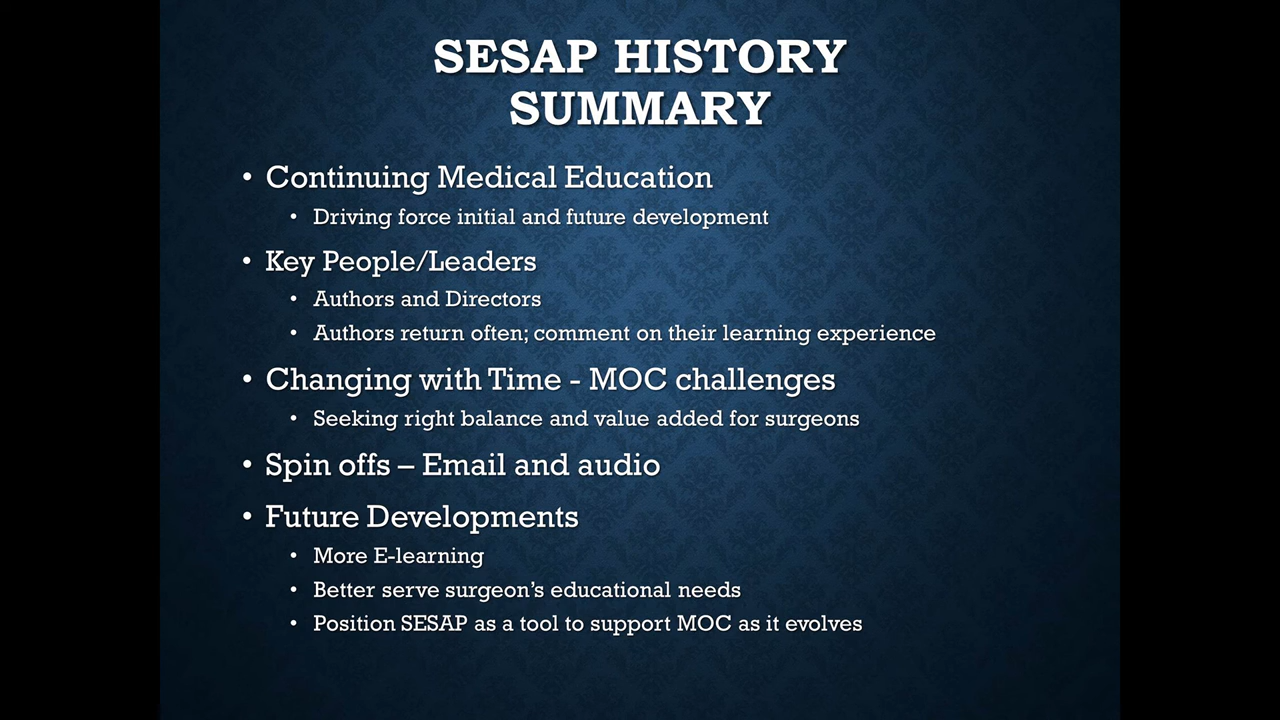 SESAP HISTORY
SUMMARY
• Continuing Medical Education
• Driving force initial and future development
• Key People/Leaders
• Authors and Directors
• Authors return often; comment on their learning experience
• Changing with Time - MOC challenges
• Seeking right balance and value added for surgeons
• Spin offs – Email and audio
• Future Developments
• More E-learning
• Better serve surgeon’s educational needs
• Position SESAP as a tool to support MOC as it evolves